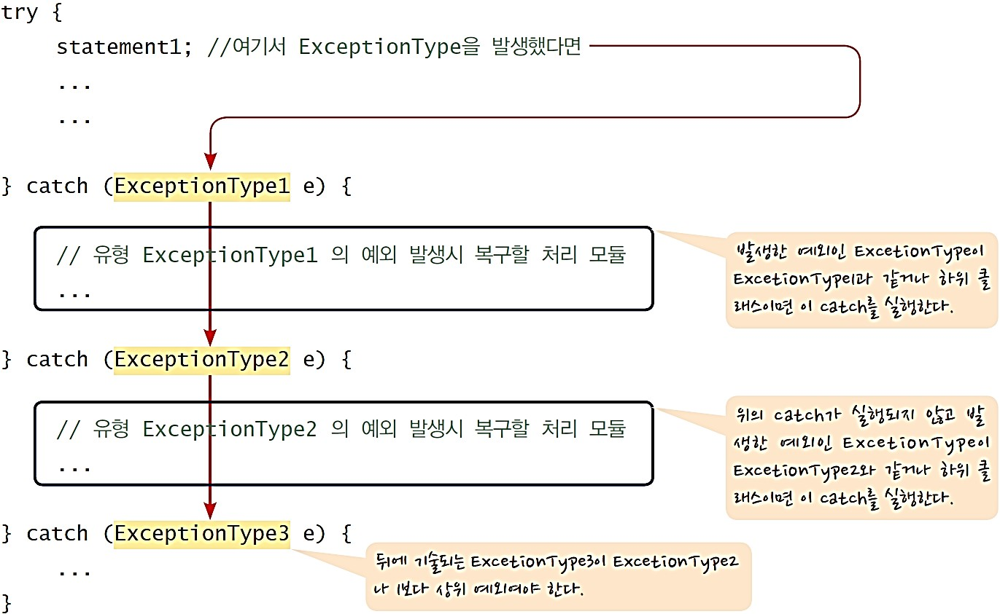 try {
statement1; //여기서 ExceptionType을 발생했다면
...
...
} catch (ExceptionType1 e) {
// 유형 ExceptionType1 의 예외 발생시 복구할 처리 모듈
...
발생한 예외인 ExcetionType이
ExcetionType1과 같거나 하위 클
래스이면 이 catch를 실행한다.
} catch (ExceptionType2 e) {
// 유형 ExceptionType2 의 예외 발생시 복구할 처리 모듈
...
위의 catch가 실행되지 않고 발
생한 예외인 ExcetionType이
ExcetionType2와 같거나 하위 클
래스이면 이 catch를 실행한다.
} catch (ExceptionType3 e) {
...
뒤에 기술되는 ExcetionType3이 ExcetionType2
나 1보다 상위 예외여야 한다.
}